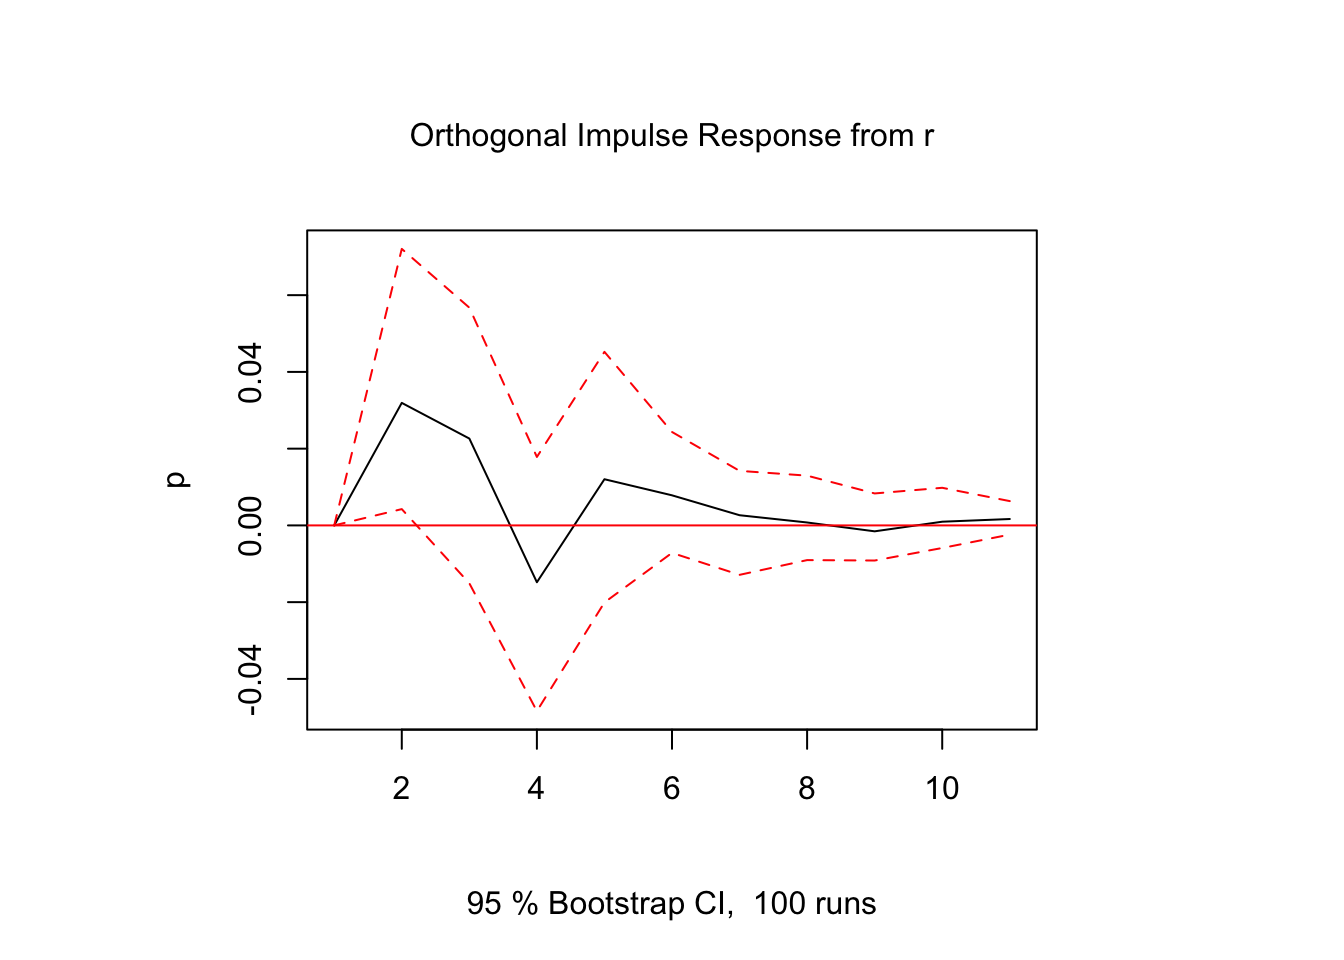 Orthogonal Impulse Response from r
p
0.04
0.00
-0.04
2 4 6 8 10
95 % Bootstrap CI,  100 runs